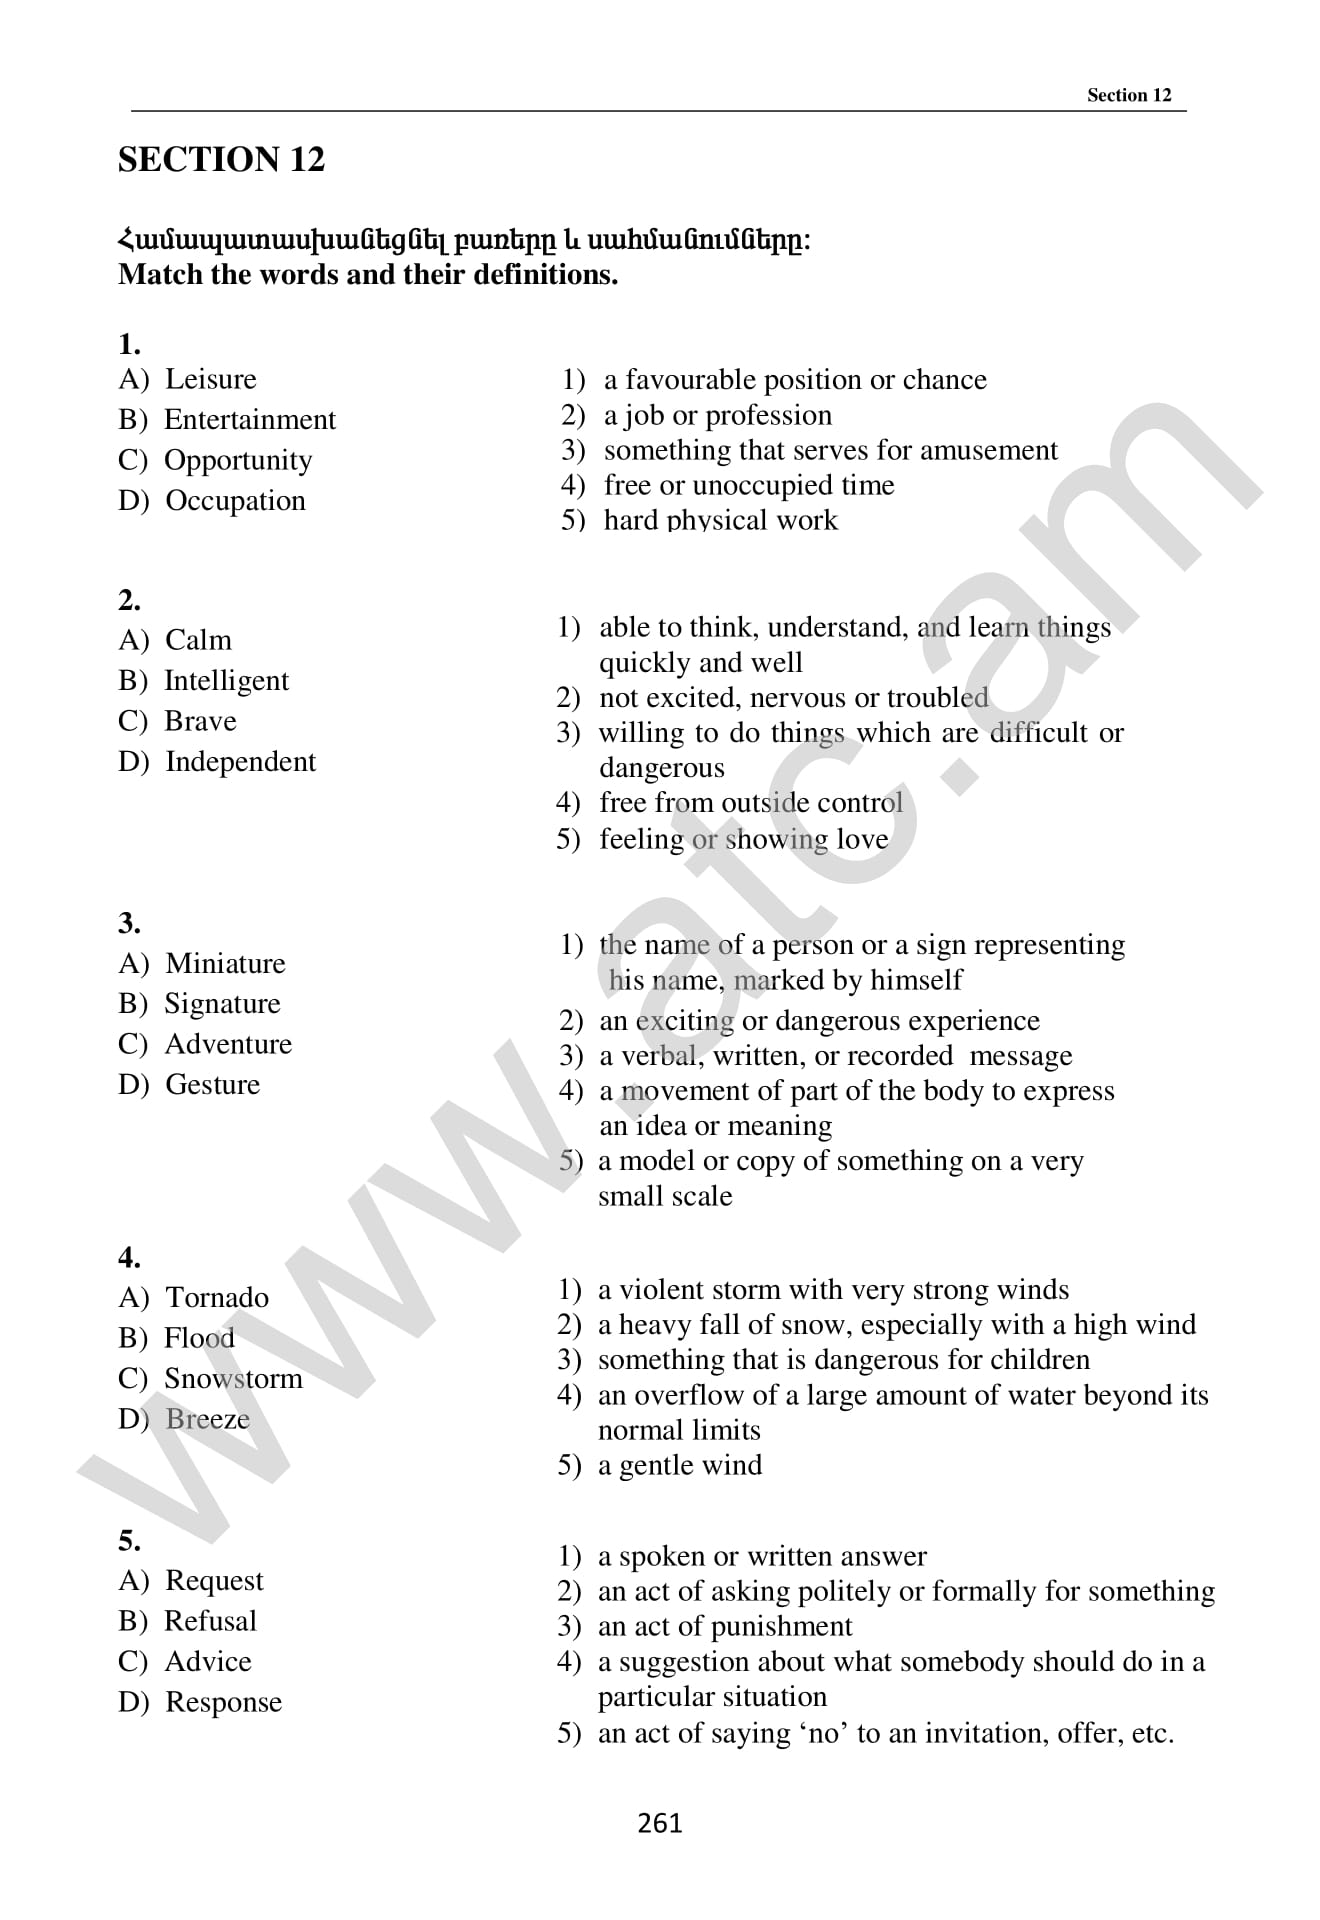 Section 12
SECTION 12
Համապատասխանեցնել բառերը և սահմանումները:
Match the words and their definitions.
1.
A) Leisure
B) Entertainment
C) Opportunity
D) Occupation
1) a favourable position or chance
2) a job or profession
3) something that serves for amusement
4) free or unoccupied time
5) hard physical work
2.
A) Calm
B) Intelligent
C) Brave
D) Independent
1) able to think, understand, and learn things
quickly and well
2) not excited, nervous or troubled
3) willing to do things which are difficult or
dangerous
4) free from outside control
5) feeling or showing love
3.
A) Miniature
B) Signature
C) Adventure
D) Gesture
1) the name of a person or a sign representing
his name, marked by himself
2) an exciting or dangerous experience
3) a verbal, written, or recorded message
4) a movement of part of the body to express
an idea or meaning
5) a model or copy of something on a very
small scale
4.
A) Tornado
B) Flood
C) Snowstorm
D) Breeze
1) a violent storm with very strong winds
2) a heavy fall of snow, especially with a high wind
3) something that is dangerous for children
4) an overflow of a large amount of water beyond its
normal limits
5) a gentle wind
5.
A) Request
B) Refusal
C) Advice
D) Response
1) a spoken or written answer
2) an act of asking politely or formally for something
3) an act of punishment
4) a suggestion about what somebody should do in a
particular situation
5) an act of saying ‘no’ to an invitation, offer, etc.
261
www.atc.am